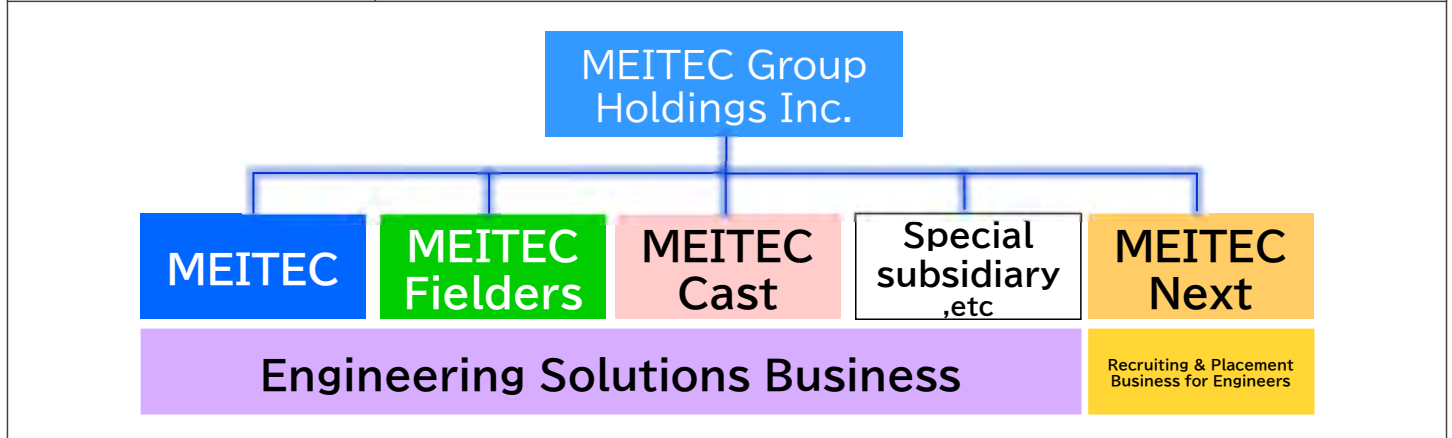 MEITEC Group
Holdings Inc.
MEITEC
MEITEC
Fielders
MEITEC
Cast
Special
subsidiary
,etc
MEITEC
Next
Engineering Solutions Business
Recruiting & Placement
Business for Engineers